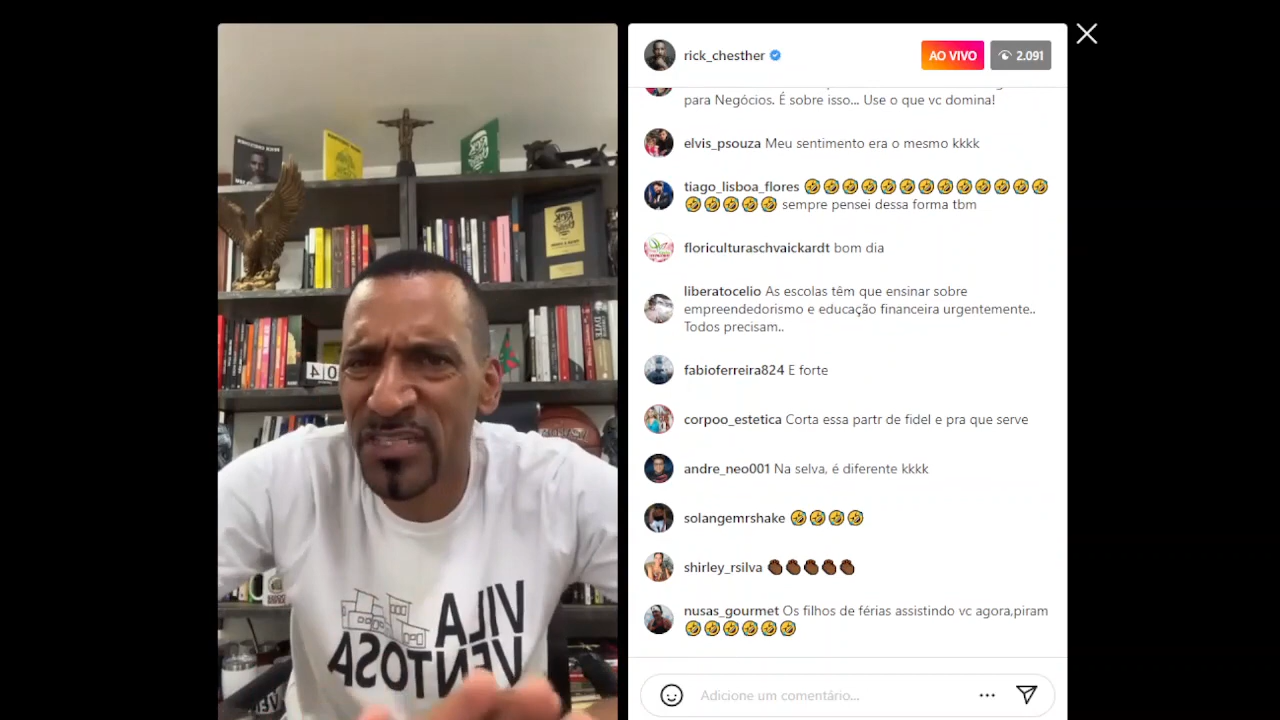 rick_chesther
AO VIVO
2.091
para Negócios. É sobre isso... Use o que vc domina!
elvis_psouza Meu sentimento era o mesmo kkkk
tiago_lisboa_flores 🤣🤣🤣🤣🤣🤣🤣🤣🤣🤣🤣🤣🤣
🤣🤣🤣🤣🤣 sempre pensei dessa forma tbm
floriculturaschvaickardt bom dia
liberatocelio As escolas têm que ensinar sobre
empreendedorismo e educação financeira urgentemente..
Todos precisam..
fabioferreira824 E forte
corpoo_estetica Corta essa partr de fidel e pra que serve
andre_neo001 Na selva, é diferente kkkk
solangemrshake 🤣🤣🤣🤣
shirley_rsilva 👏🏾👏🏾👏🏾👏🏾👏🏾
nusas_gourmet Os filhos de férias assistindo vc agora,piram
🤣🤣🤣🤣🤣🤣
Adicione um comentário...
04
VILA
VENTOSA